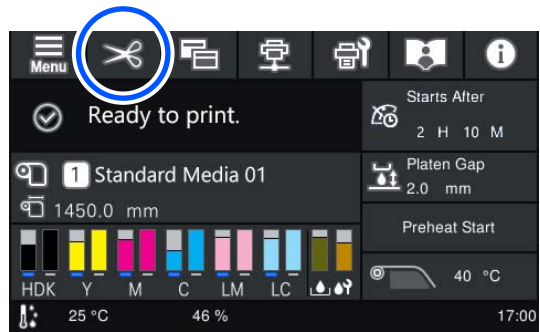 Menu
Ready to print.
Starts After
2 H 10 M
1 Standard Media 01
Platen Gap
2.0 mm
1450.0 mm
Preheat Start
HDK Y M C LM LC
40 °C
25 °C 46 % 17:00